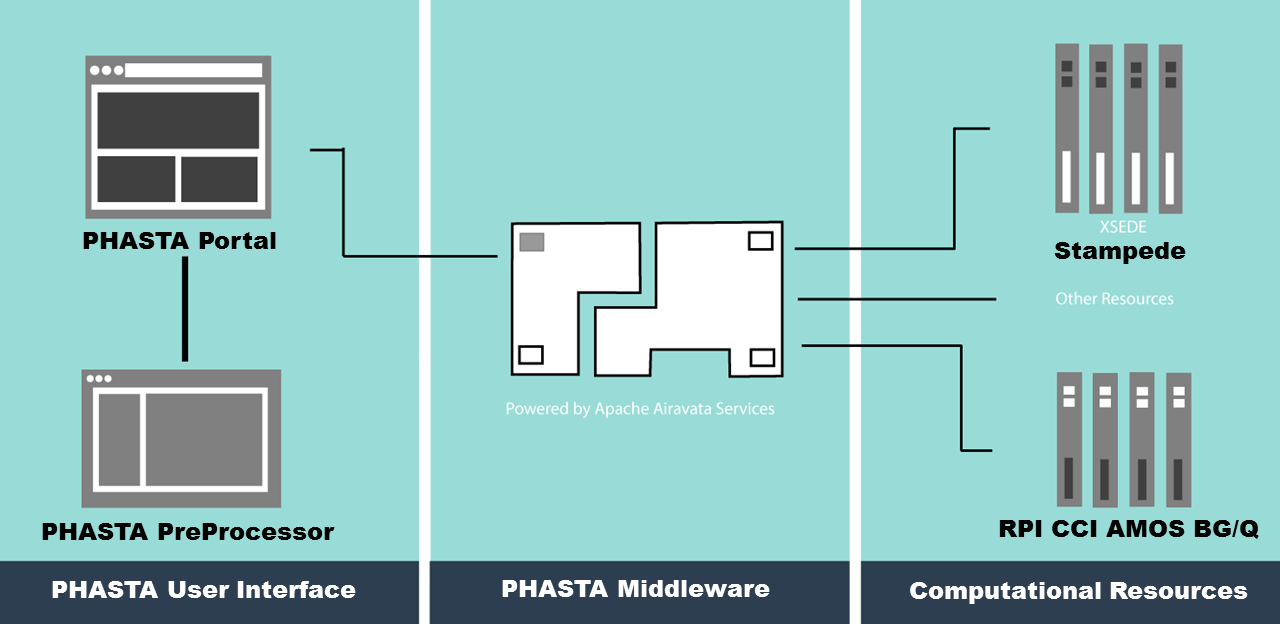 PHASTA Portal
PHASTA PreProcessor
PHASTA User Interface
Powered by Apache Airavata Services
PHASTA Middleware
XSEDE
Stampede
Other Resources
RPI CCI AMOS BG/Q
Computational Resources